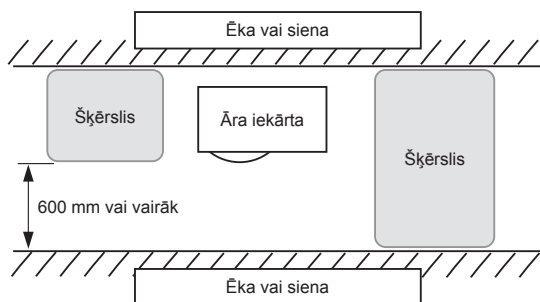 Ēka vai siena
Šķērslis
Āra iekārta
Šķērslis
600 mm vai vairāk
Ēka vai siena